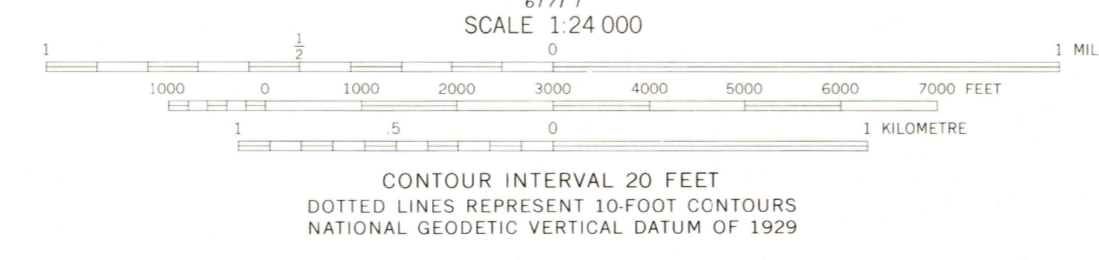 SCALE 1:24 000
1 1/2 0 1 MIL
1000 0 1000 2000 3000 4000 5000 6000 7000 FEET
1 .5 0 1 KILOMETRE
CONTOUR INTERVAL 20 FEET
DOTTED LINES REPRESENT 10-FOOT CONTOURS
NATIONAL GEODETIC VERTICAL DATUM OF 1929